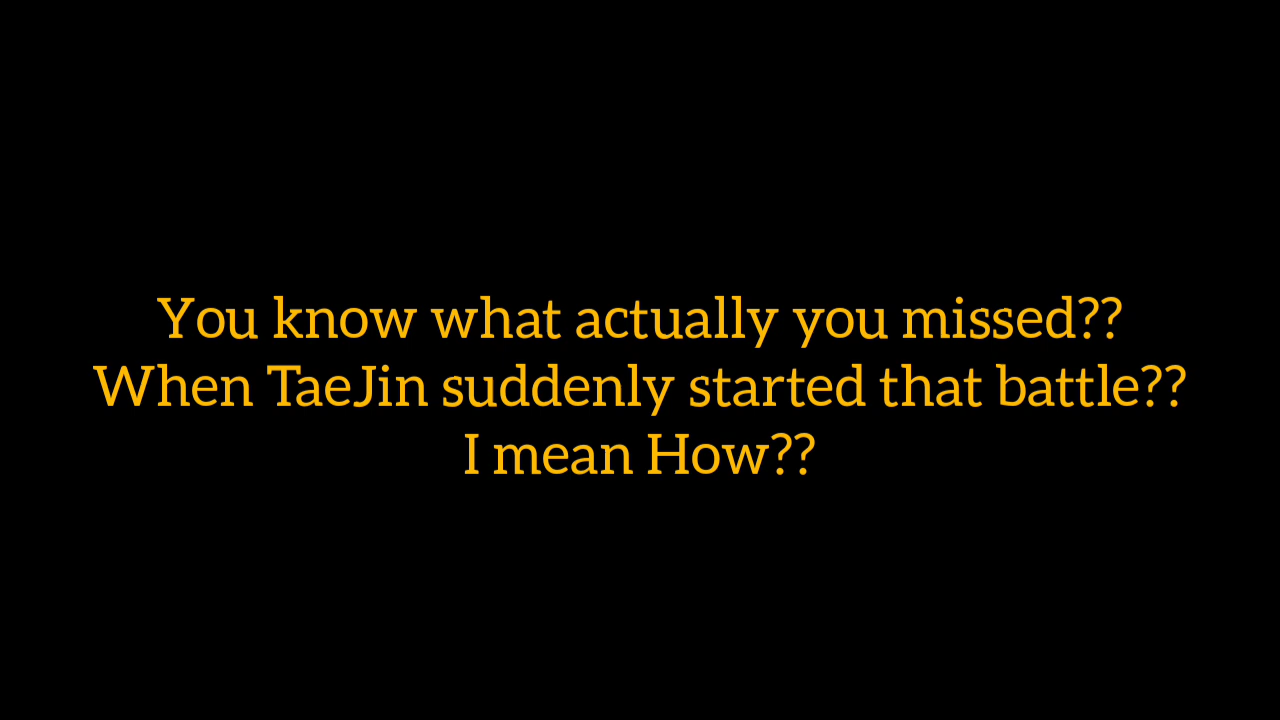 You know what actually you missed??
When TaeJin suddenly started that battle??
I mean How??